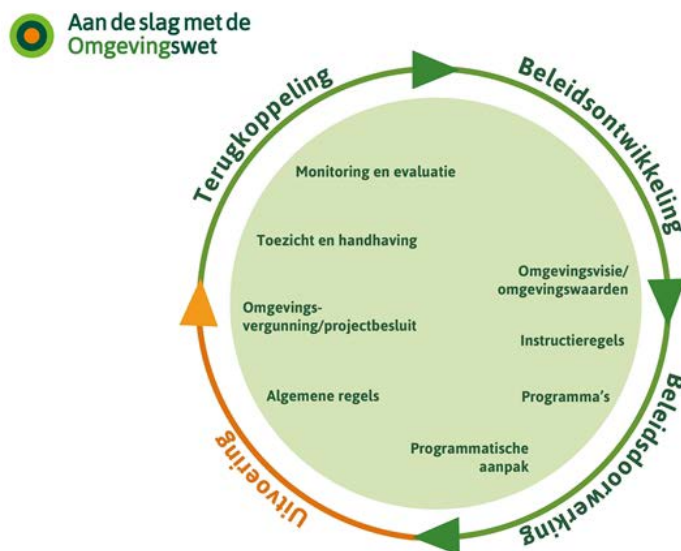 Aan de slag met de
Omgevingswet
Terugkoppeling
Beleidsontwikkeling
Monitoring en evaluatie
Toezicht en handhaving
Omgevingsvisie/
omgevingswaarden
Omgevings-
vergunning/projectbesluit
Instructieregels
Algemene regels
Programma's
Programmatische
aanpak
Uitvoering
Beleidsdoorwerking